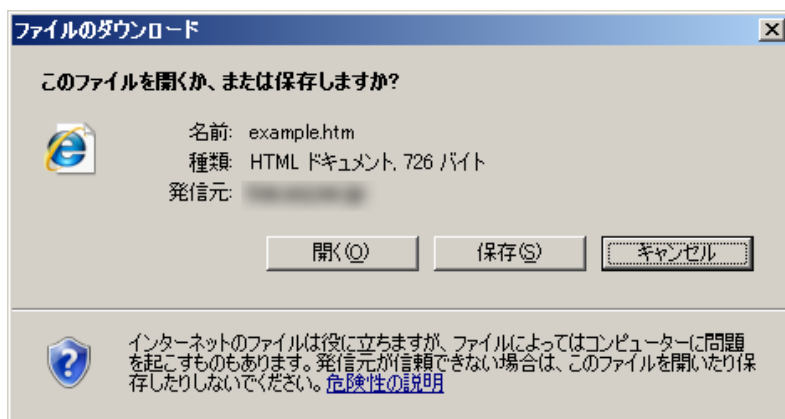 ファイルのダウンロード
このファイルを開くか、または保存しますか?
名前: example.htm
種類: HTML ドキュメント, 726 バイト
発信元:
開く(O) 保存(S) キャンセル
インターネットのファイルは役に立ちますが、ファイルによってはコンピューターに問題
を起こすものもあります。発信元が信頼できない場合は、このファイルを開いたり保
存したりしないでください。危険性の説明